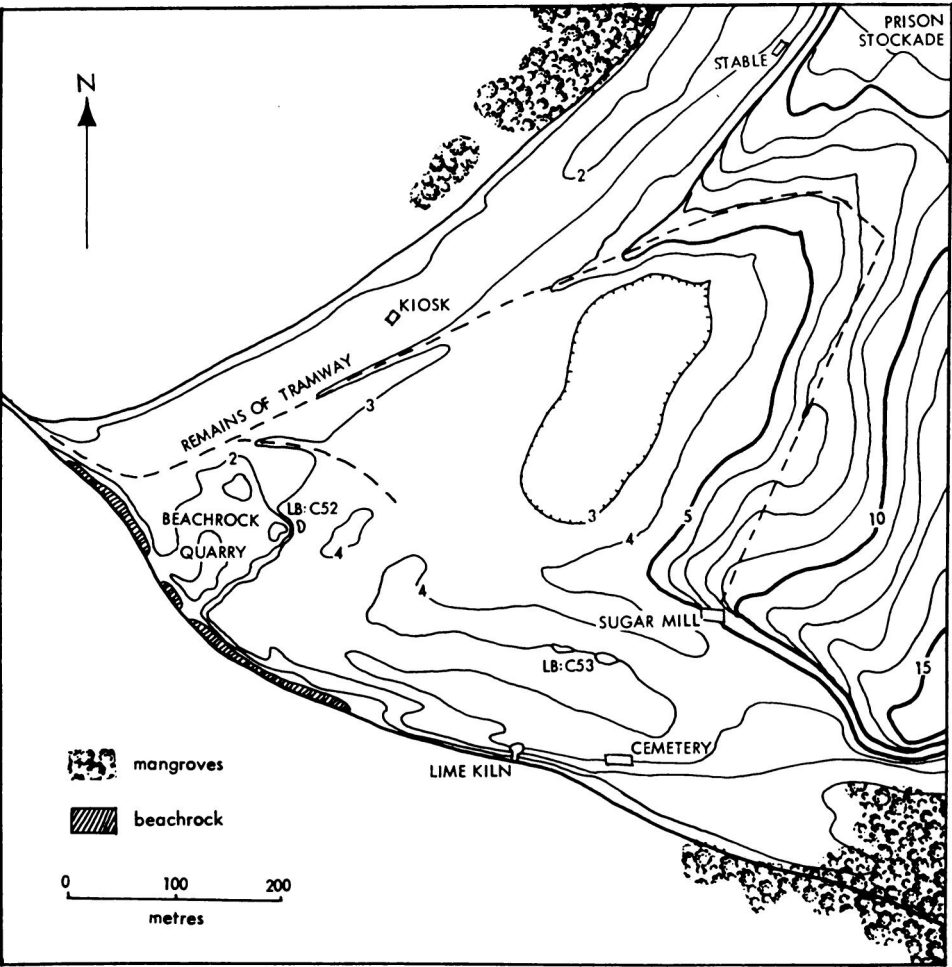 PRISON
STOCKADE
N
STABLE
2
KIOSK
REMAINS OF TRAMWAY
3
2
LB:C52
BEACHROCK
D
QUARRY
3
5
10
4
4
4
SUGAR MILL
LB:C53
15
CEMETERY
LIME KILN
mangroves
beachrock
0 100 200
metres